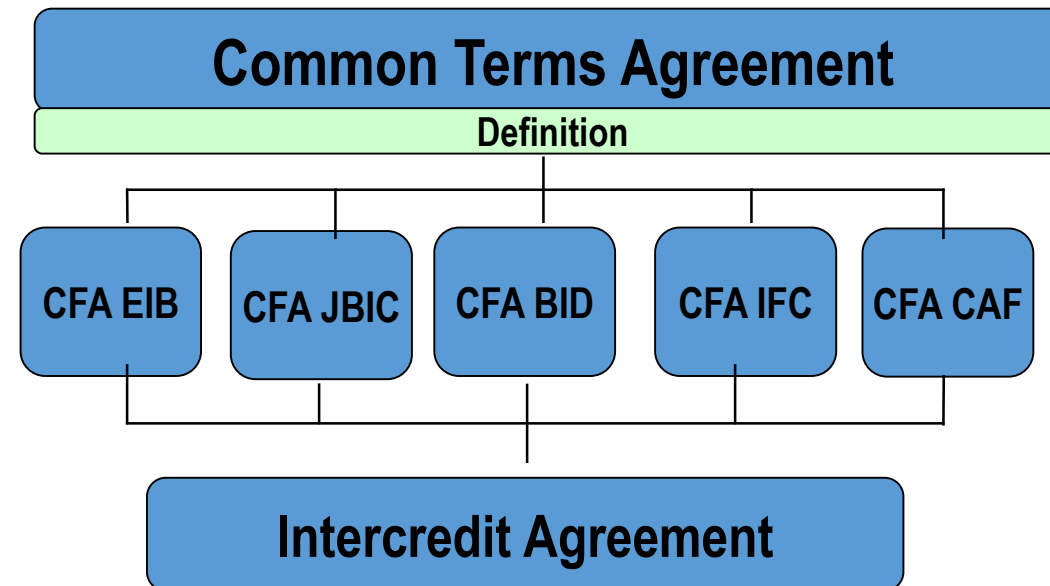 Common Terms Agreement
Definition
CFA EIB
CFA JBIC
CFA BID
CFA IFC
CFA CAF
Intercredit Agreement